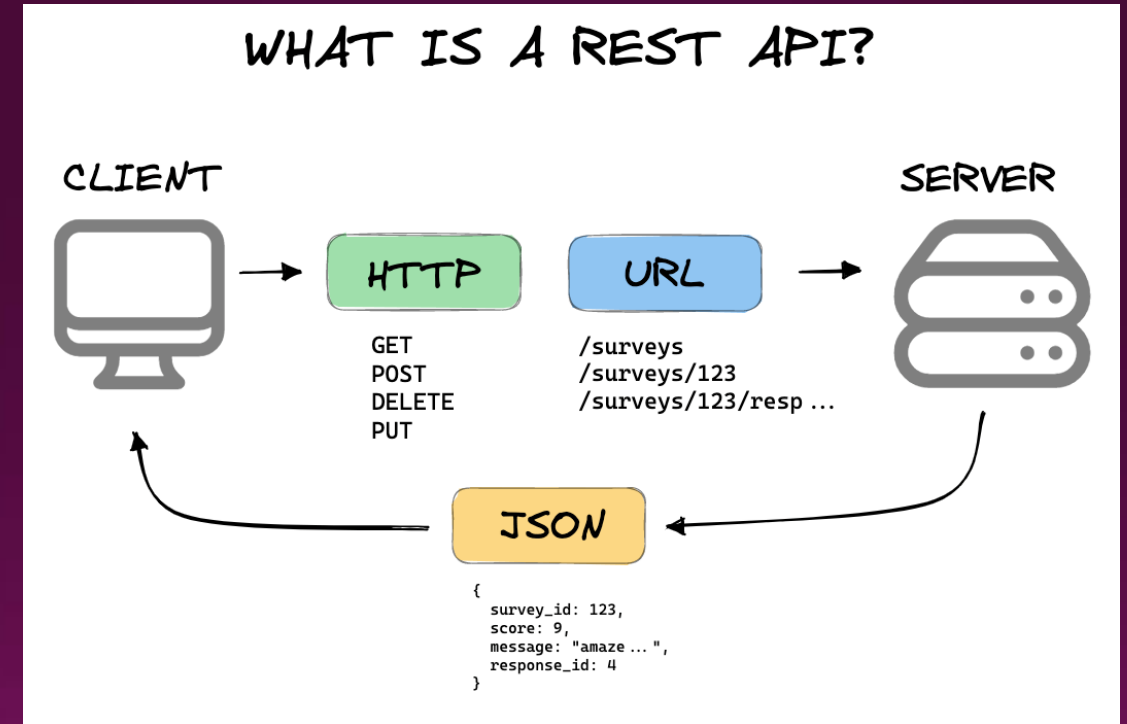 WHAT IS A REST API?
CLIENT
SERVER
HTTP
URL
GET
POST
DELETE
PUT
/surveys
/surveys/123
/surveys/123/resp ...
JSON
{
survey_id: 123,
score: 9,
message: "amaze ... ",
response_id: 4
}